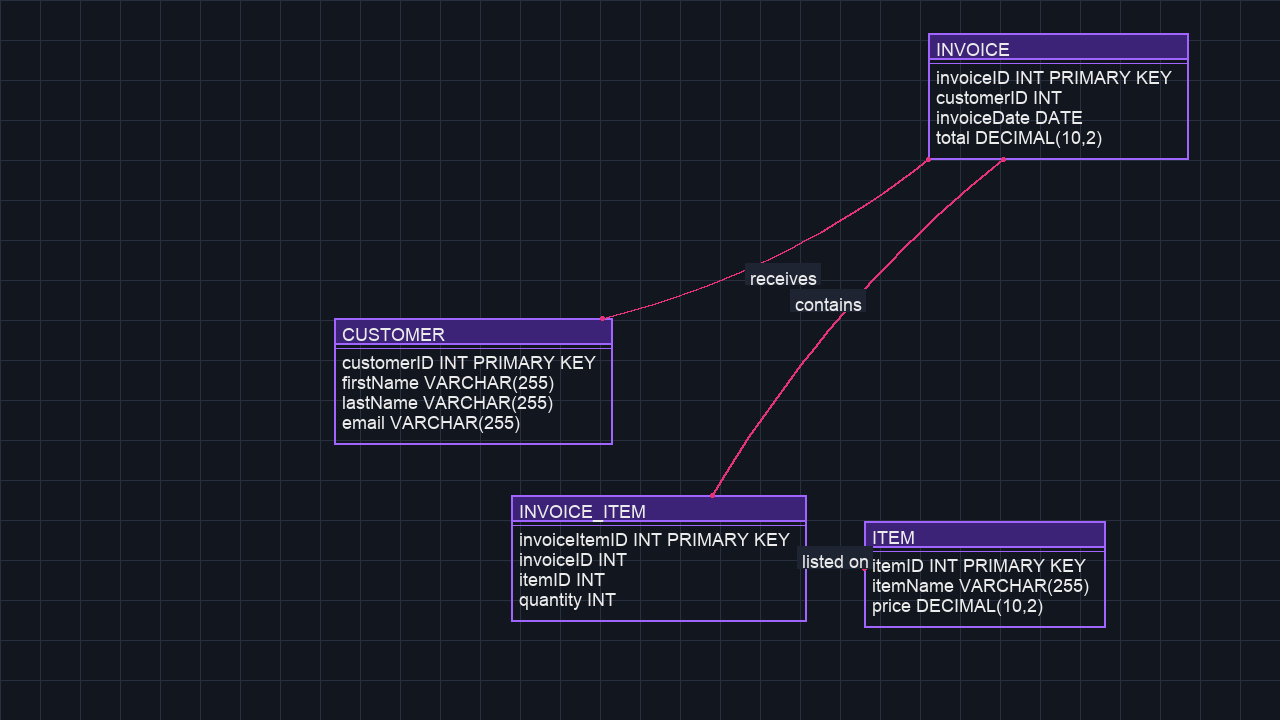 INVOICE
invoiceID INT PRIMARY KEY
customerID INT
invoiceDate DATE
total DECIMAL(10,2)
receives
contains
CUSTOMER
customerID INT PRIMARY KEY
firstName VARCHAR(255)
lastName VARCHAR(255)
email VARCHAR(255)
INVOICE_ITEM
invoiceItemID INT PRIMARY KEY
invoiceID INT
itemID INT
quantity INT
listed on
ITEM
itemID INT PRIMARY KEY
itemName VARCHAR(255)
price DECIMAL(10,2)